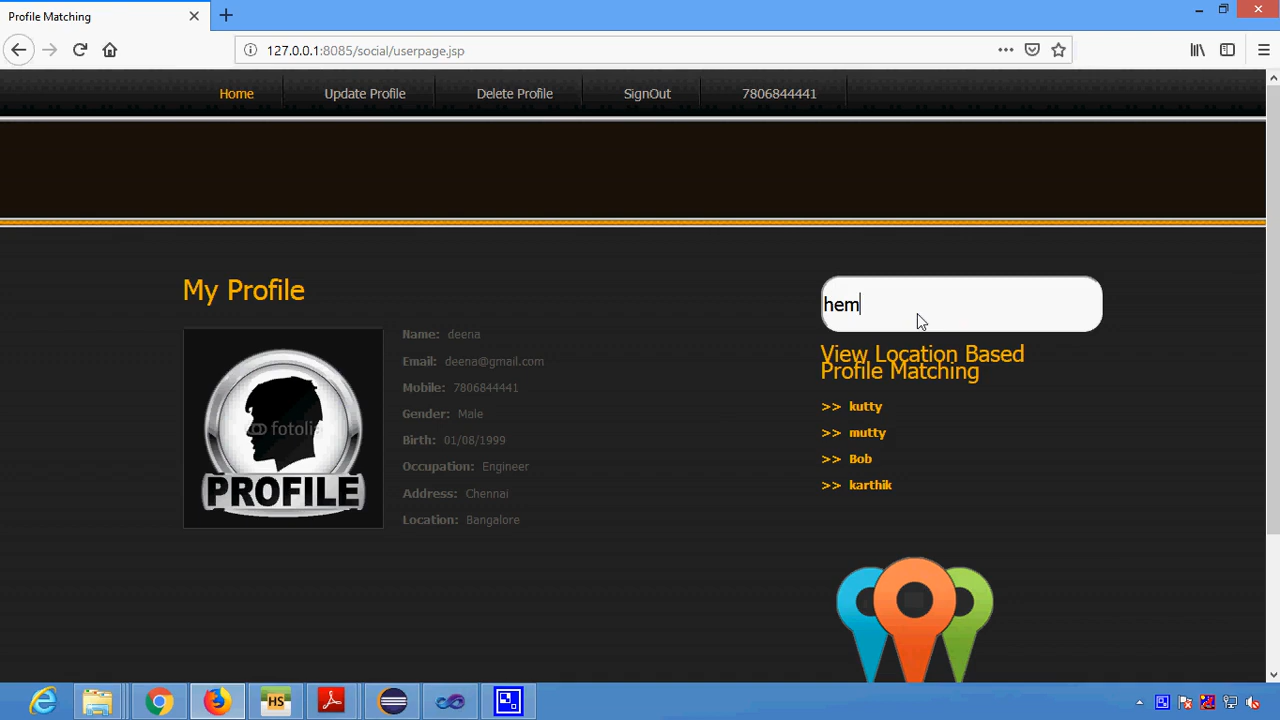 Profile Matching
127.0.0.1:8085/social/userpage.jsp
Home Update Profile Delete Profile SignOut 7806844441
My Profile
hem
View Location Based
Profile Matching
>> kutty
>> mutty
>> Bob
>> karthik
fotolia
PROFILE
Name: deena
Email: deena@gmail.com
Mobile: 7806844441
Gender: Male
Birth: 01/08/1999
Occupation: Engineer
Address: Chennai
Location: Bangalore
HS